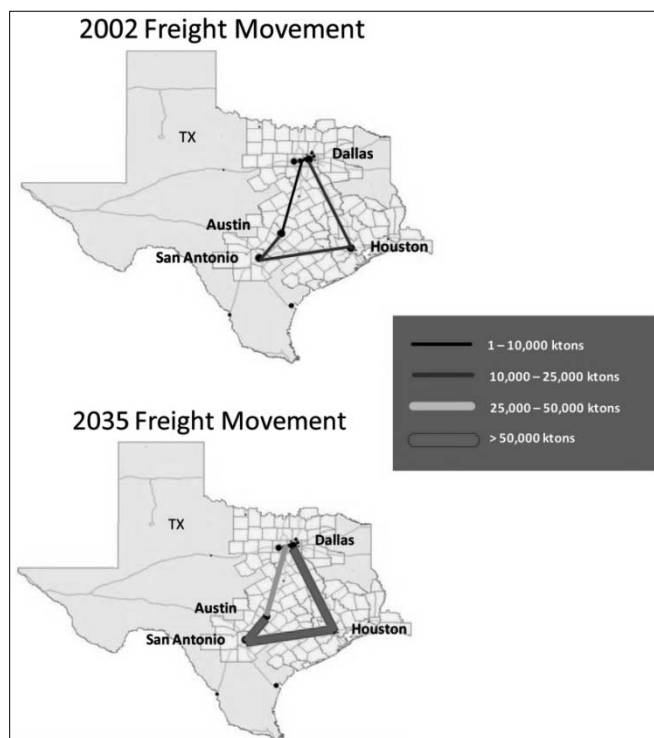 2002 Freight Movement
TX
Dallas
Austin
San Antonio
Houston
1 – 10,000 ktons
10,000 – 25,000 ktons
25,000 – 50,000 ktons
> 50,000 ktons
2035 Freight Movement
TX
Dallas
Austin
San Antonio
Houston